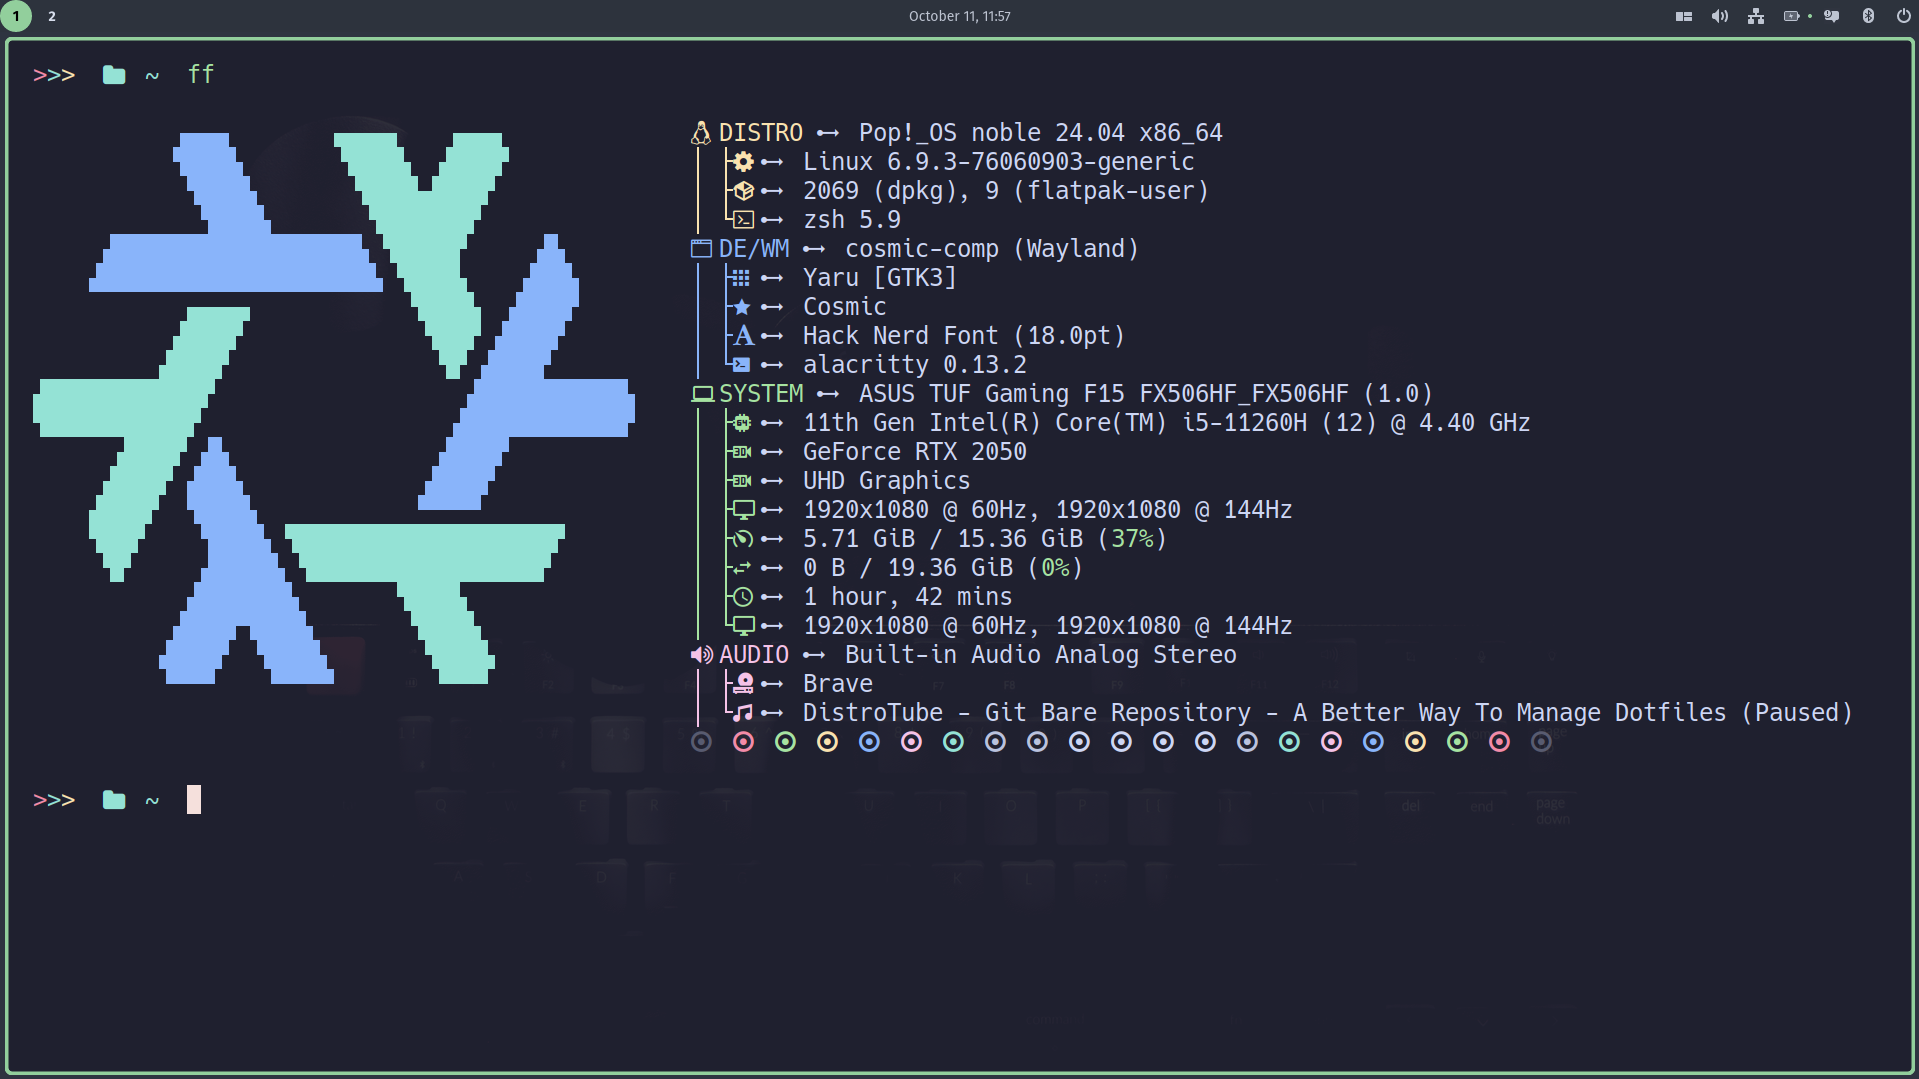 1 2 October 11, 11:57
>>> ~ ff
DISTRO Pop!_OS noble 24.04 x86_64
Linux 6.9.3-76060903-generic
2069 (dpkg), 9 (flatpak-user)
zsh 5.9
DE/WM cosmic-comp (Wayland)
Yaru [GTK3]
Cosmic
Hack Nerd Font (18.0pt)
alacritty 0.13.2
SYSTEM ASUS TUF Gaming F15 FX506HF_FX506HF (1.0)
11th Gen Intel(R) Core(TM) i5-11260H (12) @ 4.40 GHz
GeForce RTX 2050
UHD Graphics
1920x1080 @ 60Hz, 1920x1080 @ 144Hz
5.71 GiB / 15.36 GiB (37%)
0 B / 19.36 GiB (0%)
1 hour, 42 mins
1920x1080 @ 60Hz, 1920x1080 @ 144Hz
AUDIO Built-in Audio Analog Stereo
Brave
DistroTube - Git Bare Repository - A Better Way To Manage Dotfiles (Paused)
>>> ~
del end page down